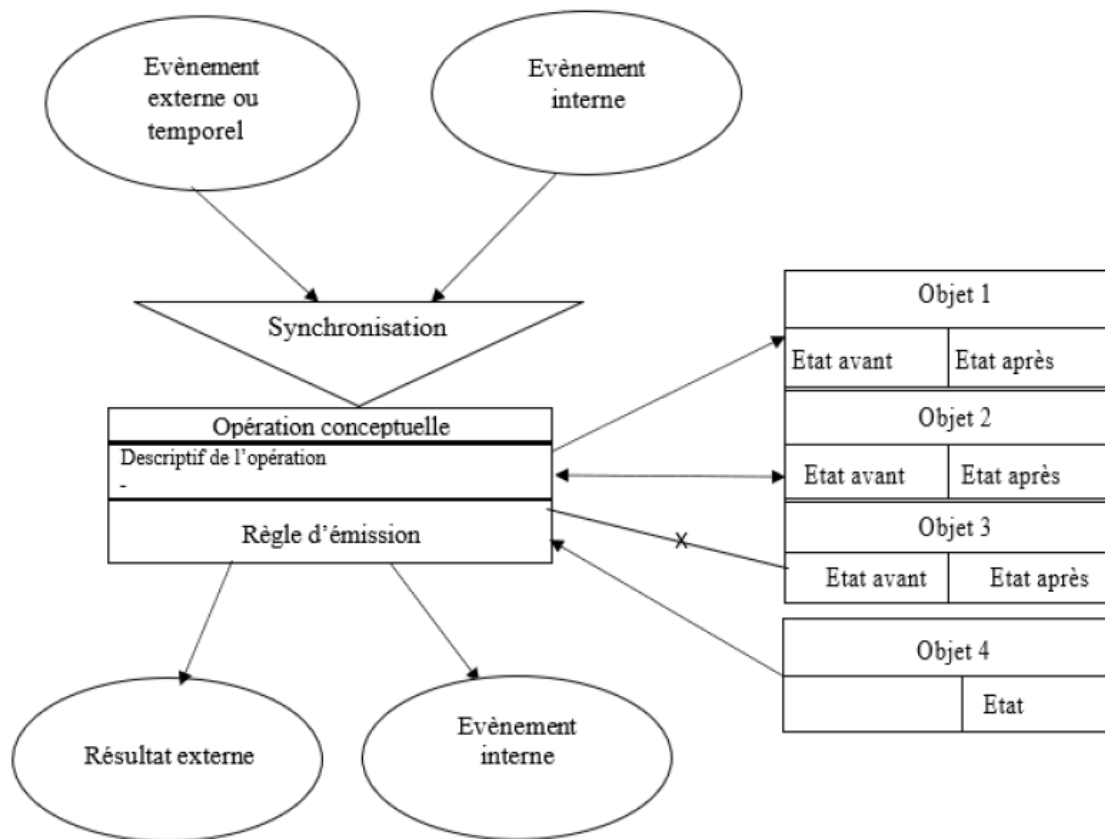 Evènement
externe ou
temporel
Evènement
interne
Synchronisation
Opération conceptuelle
Descriptif de l’opération
-
Règle d’émission
Objet 1
Etat avant
Etat après
Objet 2
Etat avant
Etat après
X
Objet 3
Etat avant
Etat après
Objet 4
Etat
Résultat externe
Evènement
interne